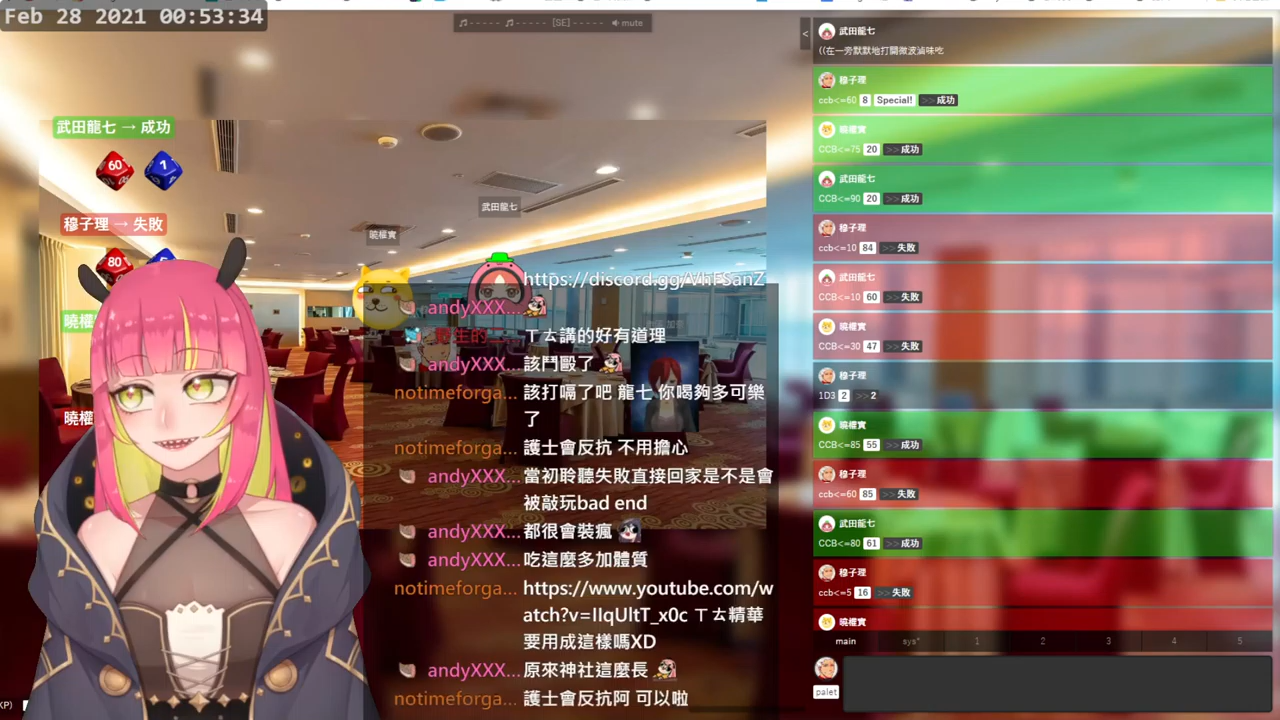 Feb 28 2021 00:53:34
[SE]
mute
武田龍七 → 成功
60
1
穆子理 → 失敗
80
曉權
曉權
曉權實
武田龍七
https://discord.gg/VhFSanZ
andyXXX...
ㄒㄊ講的好有道理
andyXXX... 該鬥毆了
notimeforga... 該打嗝了吧 龍七 你喝夠多可樂
了
notimeforga... 護士會反抗 不用擔心
andyXXX... 當初聆聽失敗直接回家是不是會
被敲玩bad end
andyXXX... 都很會裝瘋
andyXXX... 吃這麼多加體質
notimeforga... https://www.youtube.com/w
atch?v=IIqUltT_x0c ㄒㄊ精華
要用成這樣嗎XD
andyXXX... 原來神社這麼長
notimeforga... 護士會反抗阿 可以啦
KP)
<
武田龍七
((在一旁默默地打開微波滷味吃
穆子理
ccb<=60 8 Special! >> 成功
曉權實
CCB<=75 20 >> 成功
武田龍七
CCB<=90 20 >> 成功
穆子理
ccb<=10 84 >> 失敗
武田龍七
CCB<=10 60 >> 失敗
曉權實
CCB<=30 47 >> 失敗
穆子理
1D3 2 >> 2
曉權實
CCB<=85 55 >> 成功
穆子理
ccb<=60 85 >> 失敗
武田龍七
CCB<=80 61 >> 成功
穆子理
ccb<=5 16 >> 失敗
曉權實
main sys* 1 2 3 4 5
palet